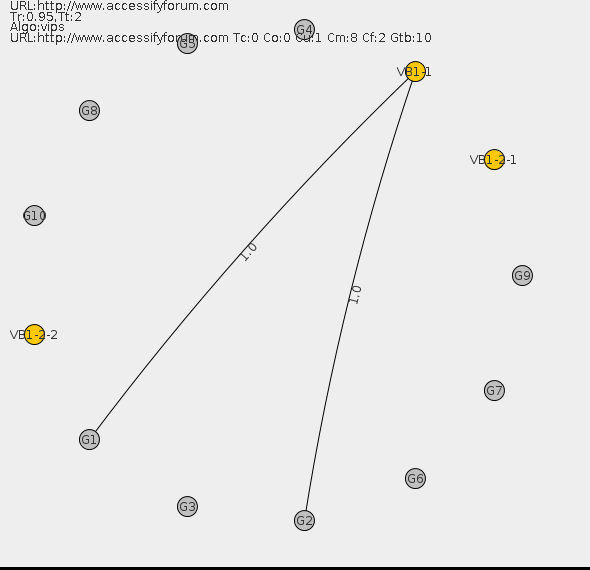 URL:http://www.accessifyforum.com
Tr:0.95,Tt:2
Algo:vips
URL:http://www.accessifyforum.com Tc:0 Co:0 Cu:1 Cm:8 Cf:2 Gtb:10
G4
G5
VB1-1
G8
VB1-2-1
G10
1.0
G9
1.0
VB1-2-2
G7
G1
G6
G3
G2